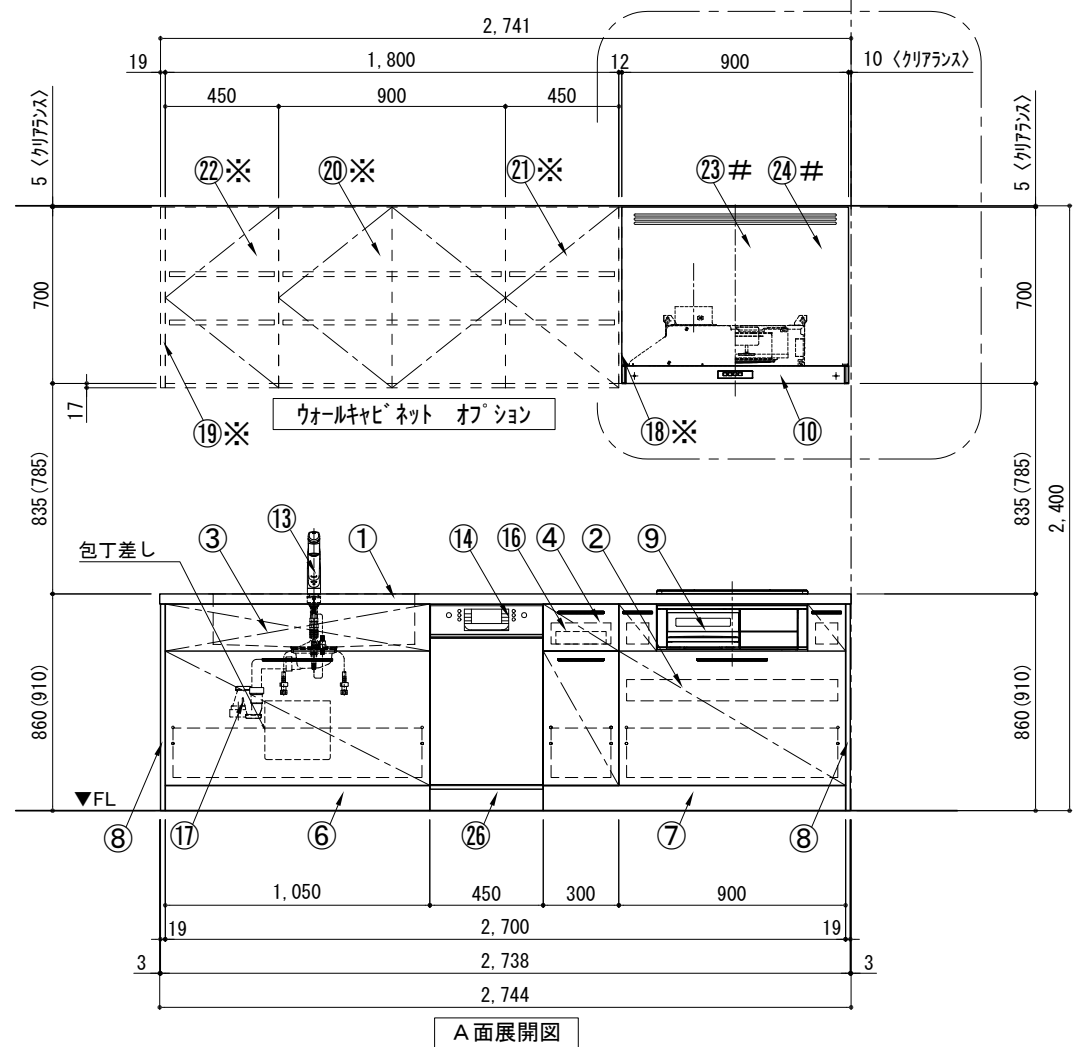 2,741
19 1,800 12 900 10 〈クリアランス〉
450 900 450
5 〈クリアランス〉
5 〈クリアランス〉
㉒※ ⑳※ ㉑※ ㉓# ㉔#
700
700
17
ウォールキャビネット オプション
⑲※ ⑱※ ⑩
835(785)
835(785)
2,400
包丁差し ③ ⑬ ① ⑭ ⑯ ④ ② ⑨
860(910)
860(910)
▼FL
⑧ ⑰ ⑥ ㉖ ⑦ ⑧
1,050 450 300 900
19 2,700 19
3 2,738 3
2,744
A面展開図